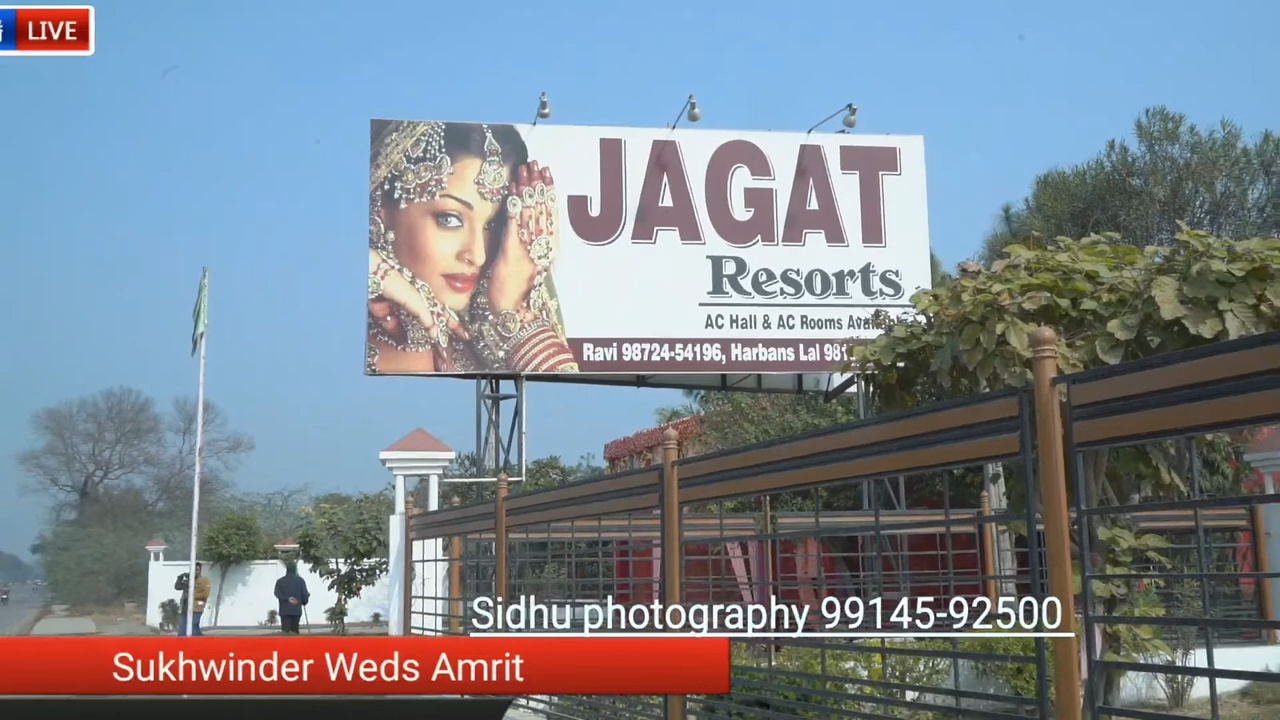 LIVE
JAGAT
Resorts
AC Hall & AC Rooms
Ravi 98724-54196, Harbans Lal
Sidhu photography 99145-92500
Sukhwinder Weds Amrit